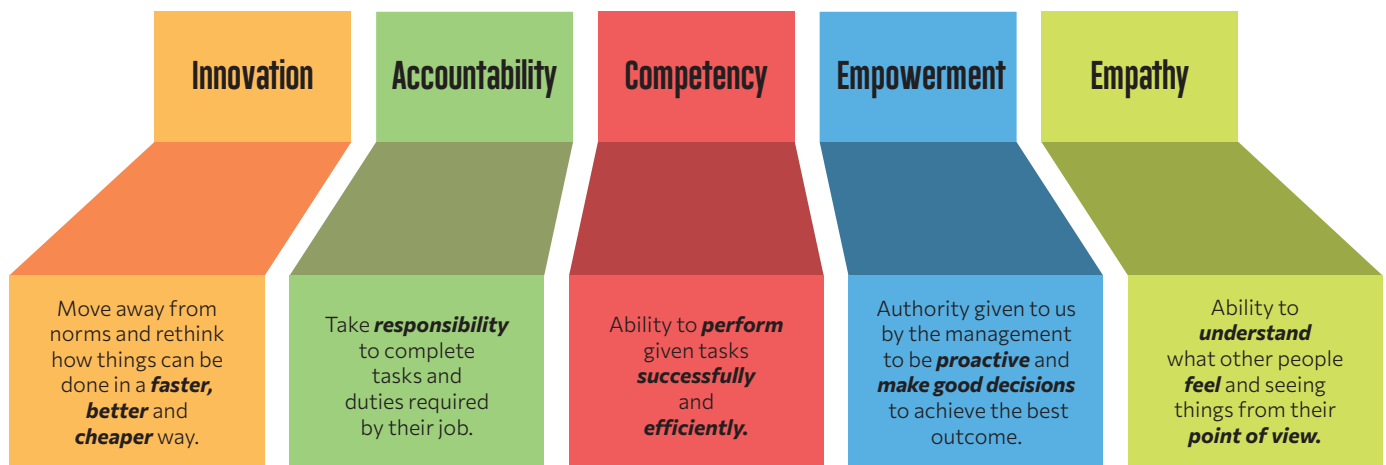 Innovation
Accountability
Competency
Empowerment
Empathy
Move away from
norms and rethink
how things can be
done in a faster,
better and
cheaper way.
Take responsibility
to complete
tasks and
duties required
by their job.
Ability to perform
given tasks
successfully
and
efficiently.
Authority given to us
by the management
to be proactive and
make good decisions
to achieve the best
outcome.
Ability to
understand
what other people
feel and seeing
things from their
point of view.